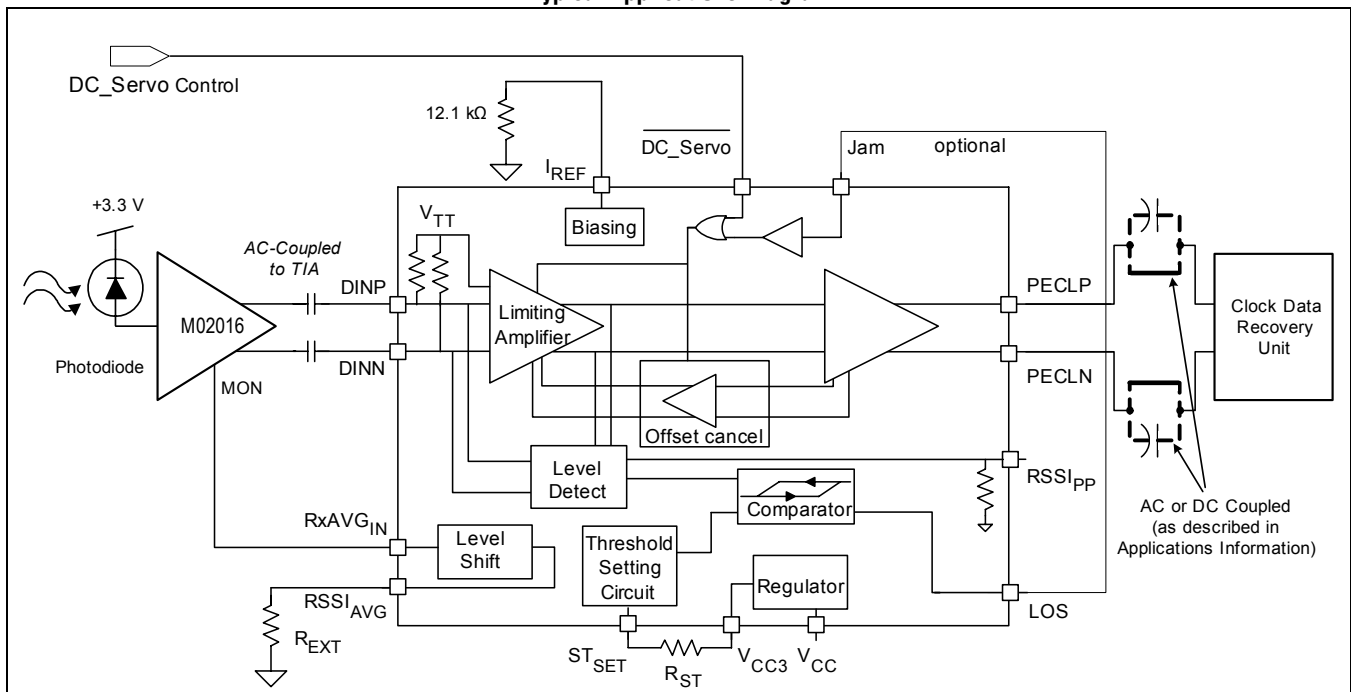 DC_Servo Control
12.1 kΩ
DC_Servo
Jam
optional
I_REF
+3.3 V
V_TT
Biasing
AC-Coupled
to TIA
DINP
PECLP
M02016
Limiting
Amplifier
Clock Data
Recovery
Unit
Photodiode
DINN
PECLN
MON
Offset cancel
Level
Detect
RSSI_PP
Comparator
AC or DC Coupled
(as described in
Applications Information)
RxAVG_IN
Level
Shift
Threshold
Setting
Circuit
Regulator
RSSI_AVG
LOS
R_EXT
ST_SET
R_ST
V_CC3
V_CC